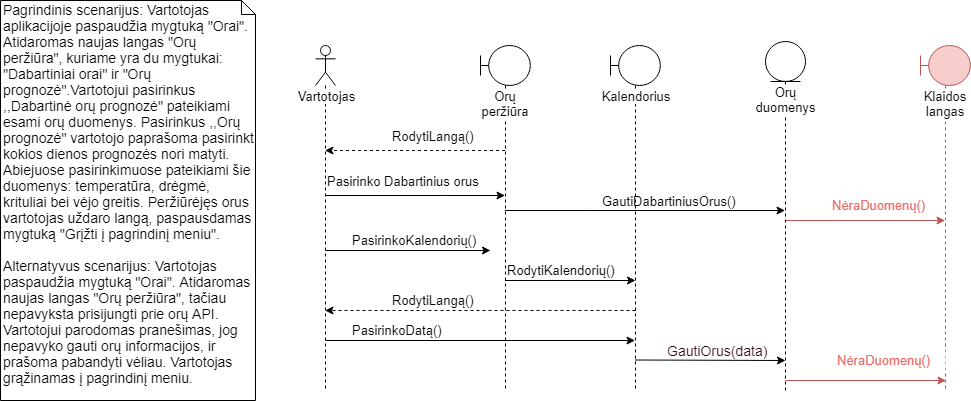 Pagrindinis scenarijus: Vartotojas
aplikacijoje paspaudžia mygtuką "Orai".
Atidaromas naujas langas "Orų
peržiūra", kuriame yra du mygtukai:
"Dabartiniai orai" ir "Orų
prognozė".Vartotojui pasirinkus
,,Dabartinė orų prognozė" pateikiami
esami orų duomenys. Pasirinkus ,,Orų
prognozė" vartotojo paprašoma pasirinkt
kokios dienos prognozės nori matyti.
Abiejuose pasirinkimuose pateikiami šie
duomenys: temperatūra, drėgmė,
krituliai bei vėjo greitis. Peržiūrėjęs orus
vartotojas uždaro langą, paspausdamas
mygtuką "Grįžti į pagrindinį meniu".
Alternatyvus scenarijus: Vartotojas
paspaudžia mygtuką "Orai". Atidaromas
naujas langas "Orų peržiūra", tačiau
nepavyksta prisijungti prie orų API.
Vartotojui parodomas pranešimas, jog
nepavyko gauti orų informacijos, ir
prašoma pabandyti vėliau. Vartotojas
grąžinamas į pagrindinį meniu.
Vartotojas
Orų
peržiūra
Kalendorius
Orų
duomenys
Klaidos
langas
RodytiLangą()
Pasirinko Dabartinius orus
GautiDabartiniusOrus()
NėraDuomenų()
PasirinkoKalendorių()
RodytiKalendorių()
RodytiLangą()
PasirinkoDatą()
GautiOrus(data)
NėraDuomenų()